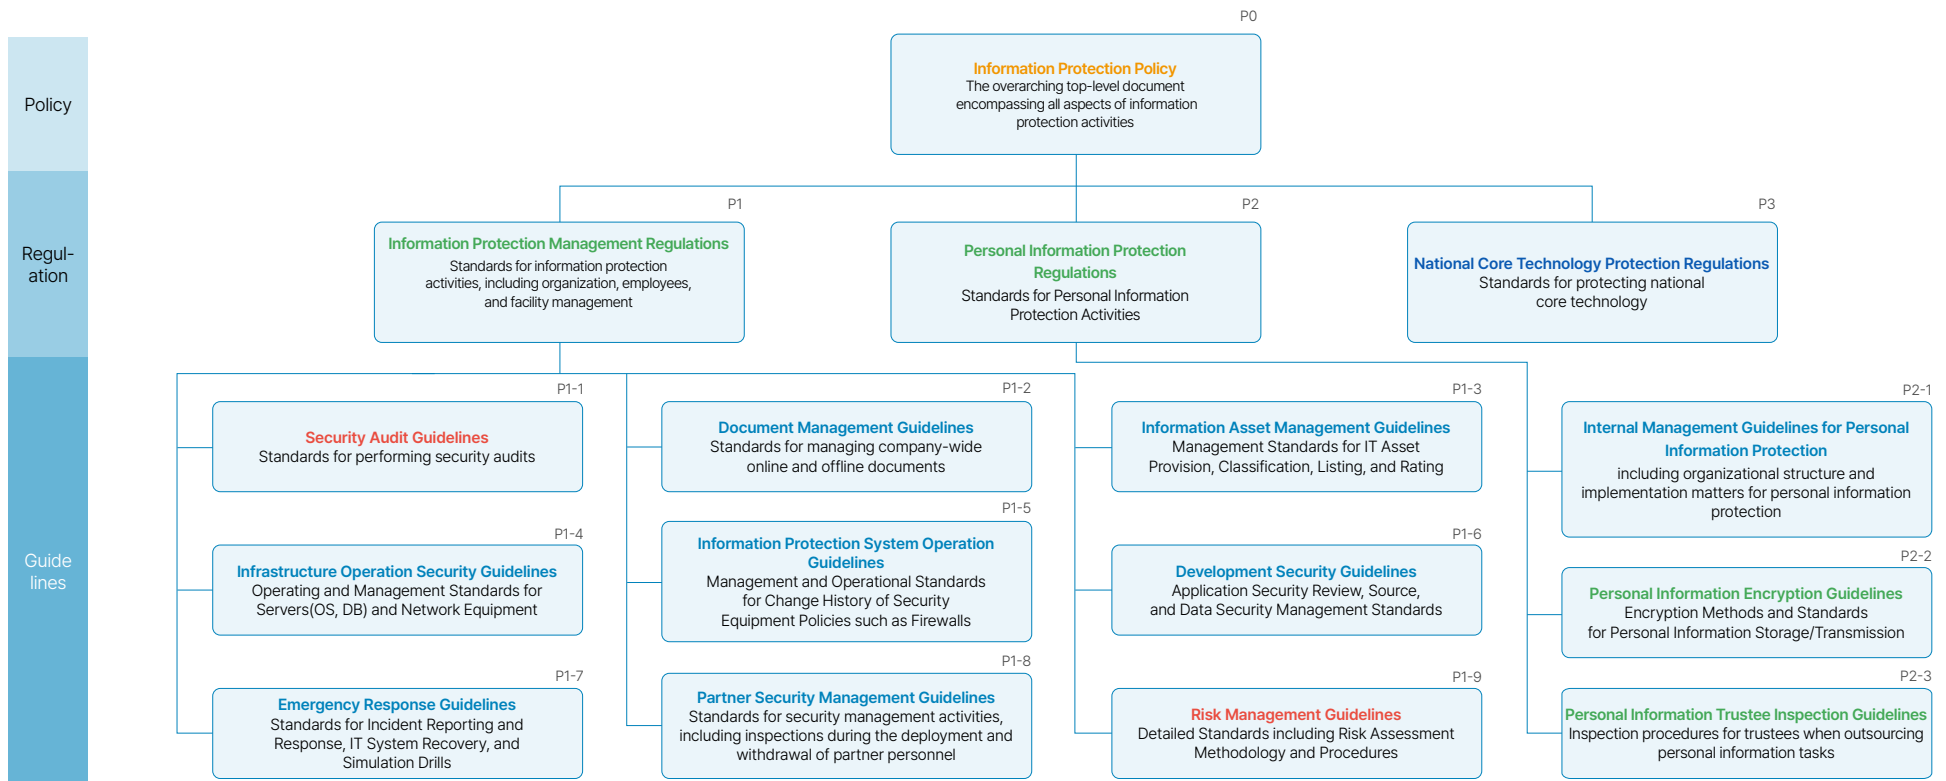 P0
Policy
Information Protection Policy
The overarching top-level document
encompassing all aspects of information
protection activities
Regul-
ation
P1
Information Protection Management Regulations
Standards for information protection
activities, including organization, employees,
and facility management
P2
Personal Information Protection
Regulations
Standards for Personal Information
Protection Activities
P3
National Core Technology Protection Regulations
Standards for protecting national
core technology
Guide
lines
P1-1
Security Audit Guidelines
Standards for performing security audits
P1-2
Document Management Guidelines
Standards for managing company-wide
online and offline documents
P1-3
Information Asset Management Guidelines
Management Standards for IT Asset
Provision, Classification, Listing, and Rating
P2-1
Internal Management Guidelines for Personal
Information Protection
including organizational structure and
implementation matters for personal information
protection
P1-4
Infrastructure Operation Security Guidelines
Operating and Management Standards for
Servers(OS, DB) and Network Equipment
P1-5
Information Protection System Operation
Guidelines
Management and Operational Standards
for Change History of Security
Equipment Policies such as Firewalls
P1-6
Development Security Guidelines
Application Security Review, Source,
and Data Security Management Standards
P2-2
Personal Information Encryption Guidelines
Encryption Methods and Standards
for Personal Information Storage/Transmission
P1-7
Emergency Response Guidelines
Standards for Incident Reporting and
Response, IT System Recovery, and
Simulation Drills
P1-8
Partner Security Management Guidelines
Standards for security management activities,
including inspections during the deployment and
withdrawal of partner personnel
P1-9
Risk Management Guidelines
Detailed Standards including Risk Assessment
Methodology and Procedures
P2-3
Personal Information Trustee Inspection Guidelines
Inspection procedures for trustees when outsourcing
personal information tasks